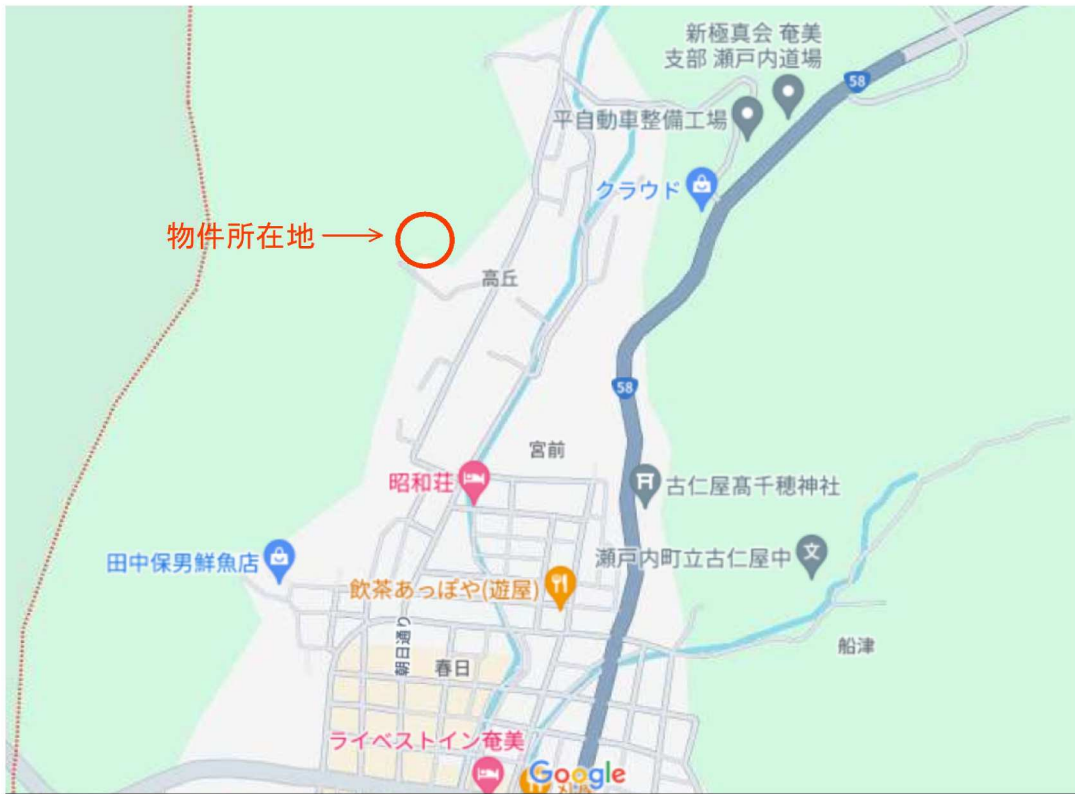 新極真会 奄美
支部 瀬戸内道場
58
平自動車整備工場
クラウド
物件所在地
高丘
58
宮前
昭和荘
古仁屋髙千穂神社
瀬戸内町立古仁屋中
文
田中保男鮮魚店
飲茶あっぽや(遊屋)
朝日通り
船津
春日
ライベストイン奄美
Google